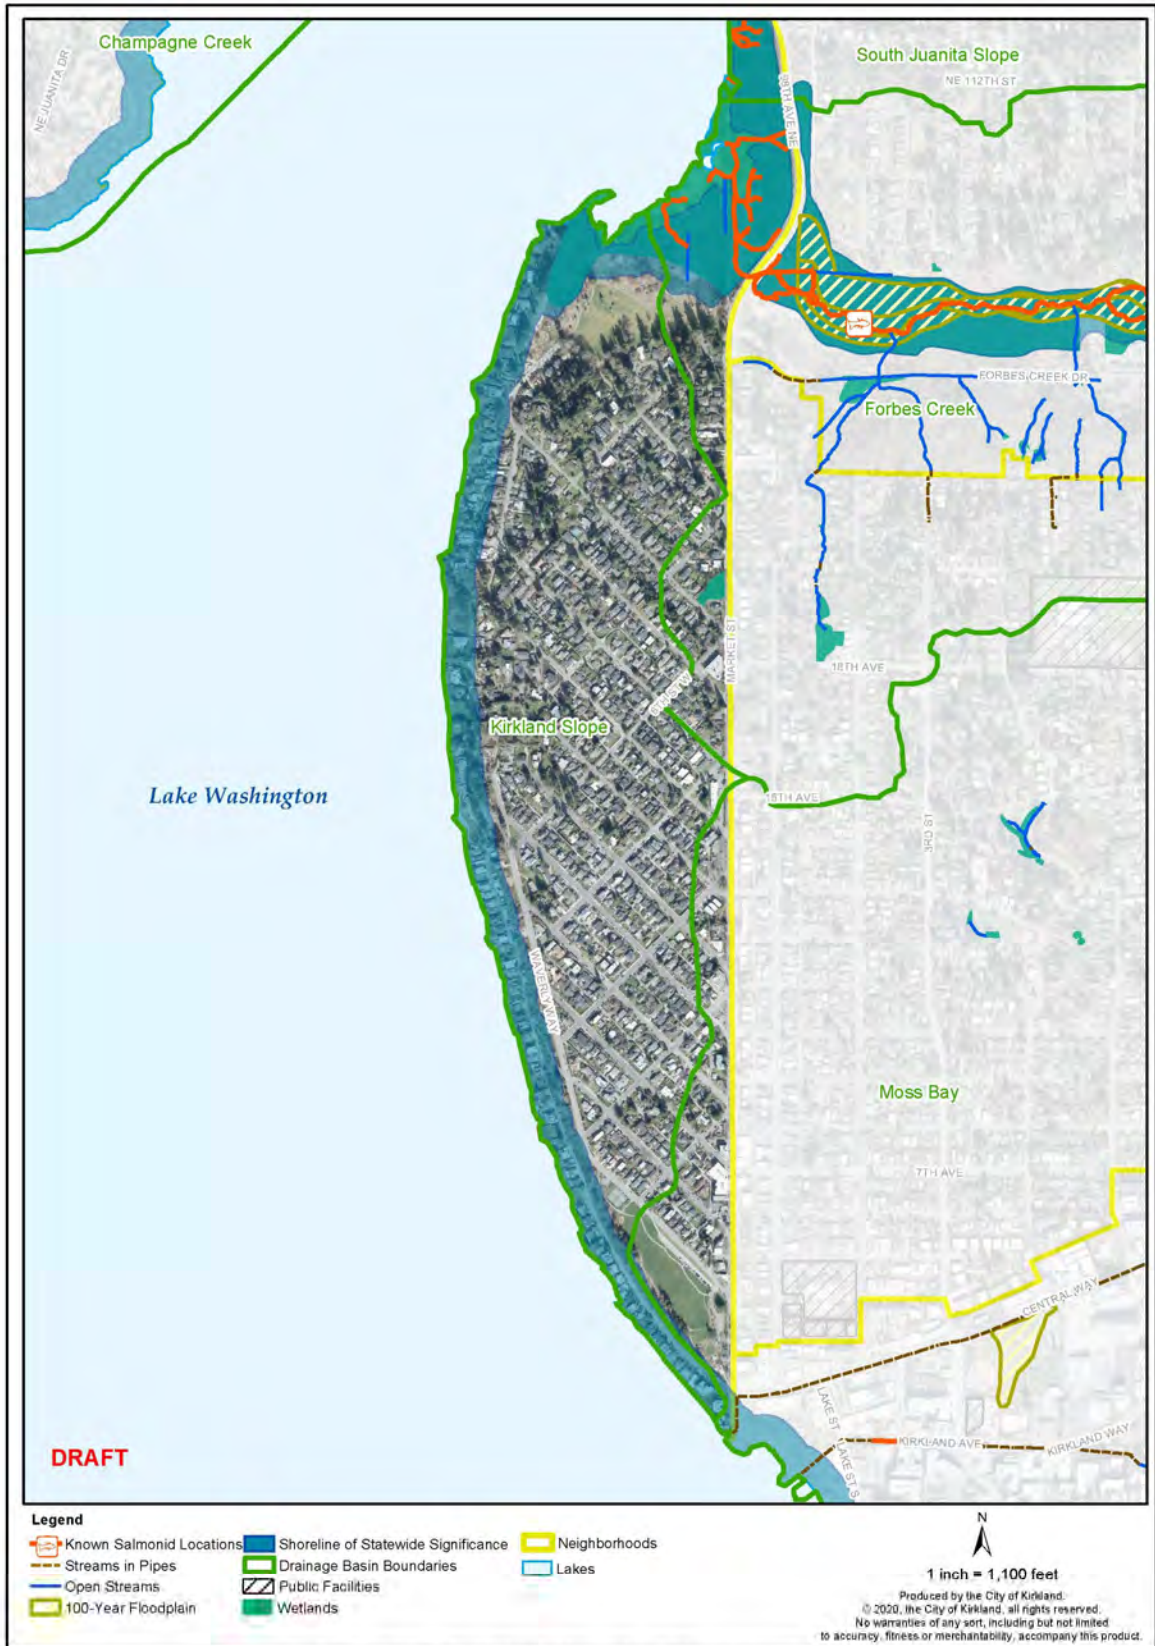 Champagne Creek
South Juanita Slope
NE JUANITA DR
NE 112TH ST
98TH AVE NE
FORBES CREEK DR
Forbes Creek
MARKET ST
18TH AVE
6TH ST W
Kirkland Slope
Lake Washington
18TH AVE
3RD ST
WAVERLY WAY
Moss Bay
7TH AVE
CENTRAL WAY
LAKE ST
LAKE ST S
KIRKLAND AVE
KIRKLAND WAY
DRAFT
Legend
Known Salmonid Locations
Streams in Pipes
Open Streams
100-Year Floodplain
Shoreline of Statewide Significance
Drainage Basin Boundaries
Public Facilities
Wetlands
Neighborhoods
Lakes
N
1 inch = 1,100 feet
Produced by the City of Kirkland.
© 2020, the City of Kirkland, all rights reserved.
No warranties of any sort, including but not limited
to accuracy, fitness or merchantability, accompany this product.